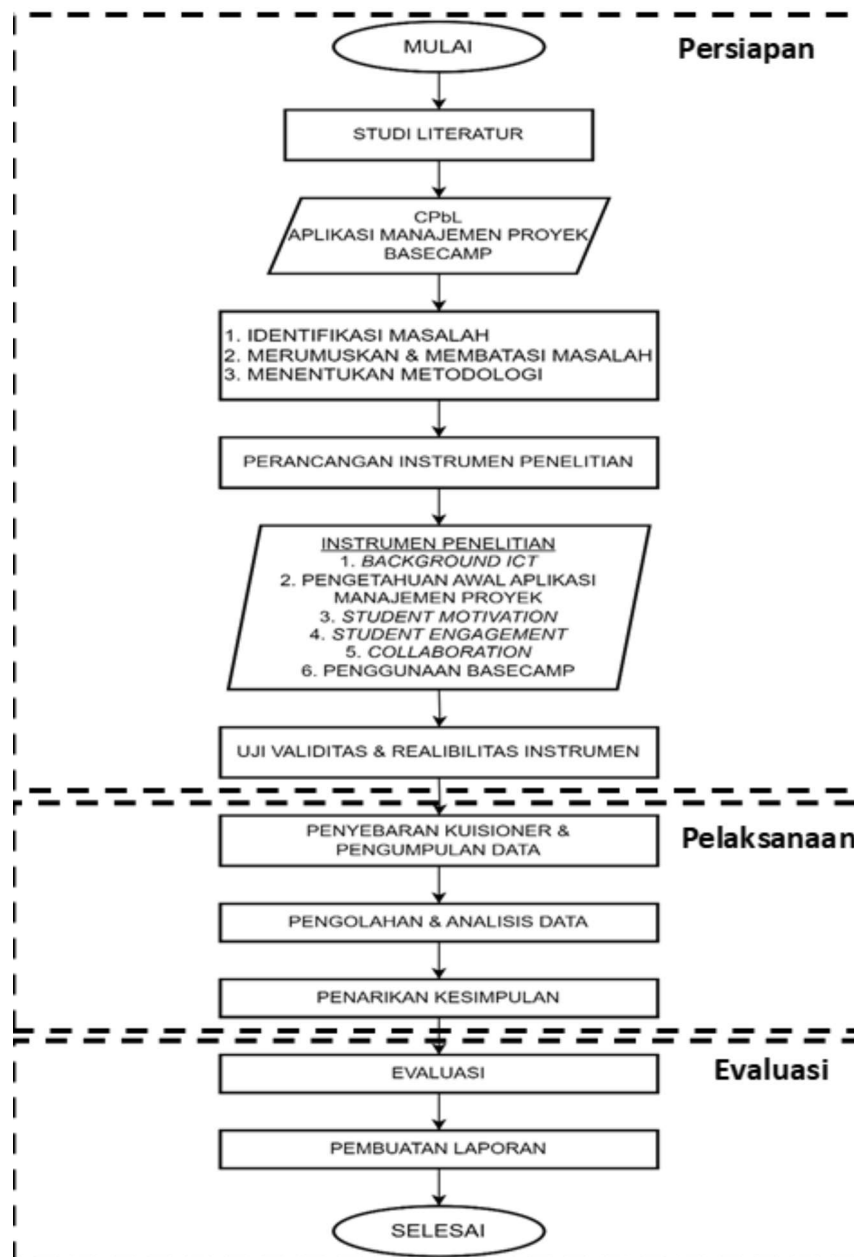 MULAI
Persiapan
STUDI LITERATUR
CPbL
APLIKASI MANAJEMEN PROYEK
BASECAMP
1. IDENTIFIKASI MASALAH
2. MERUMUSKAN & MEMBATASI MASALAH
3. MENENTUKAN METODOLOGI
PERANCANGAN INSTRUMEN PENELITIAN
INSTRUMEN PENELITIAN
1. BACKGROUND ICT
2. PENGETAHUAN AWAL APLIKASI
MANAJEMEN PROYEK
3. STUDENT MOTIVATION
4. STUDENT ENGAGEMENT
5. COLLABORATION
6. PENGGUNAAN BASECAMP
UJI VALIDITAS & REALIBILITAS INSTRUMEN
PENYEBARAN KUISIONER &
PENGUMPULAN DATA
Pelaksanaan
PENGOLAHAN & ANALISIS DATA
PENARIKAN KESIMPULAN
EVALUASI
Evaluasi
PEMBUATAN LAPORAN
SELESAI